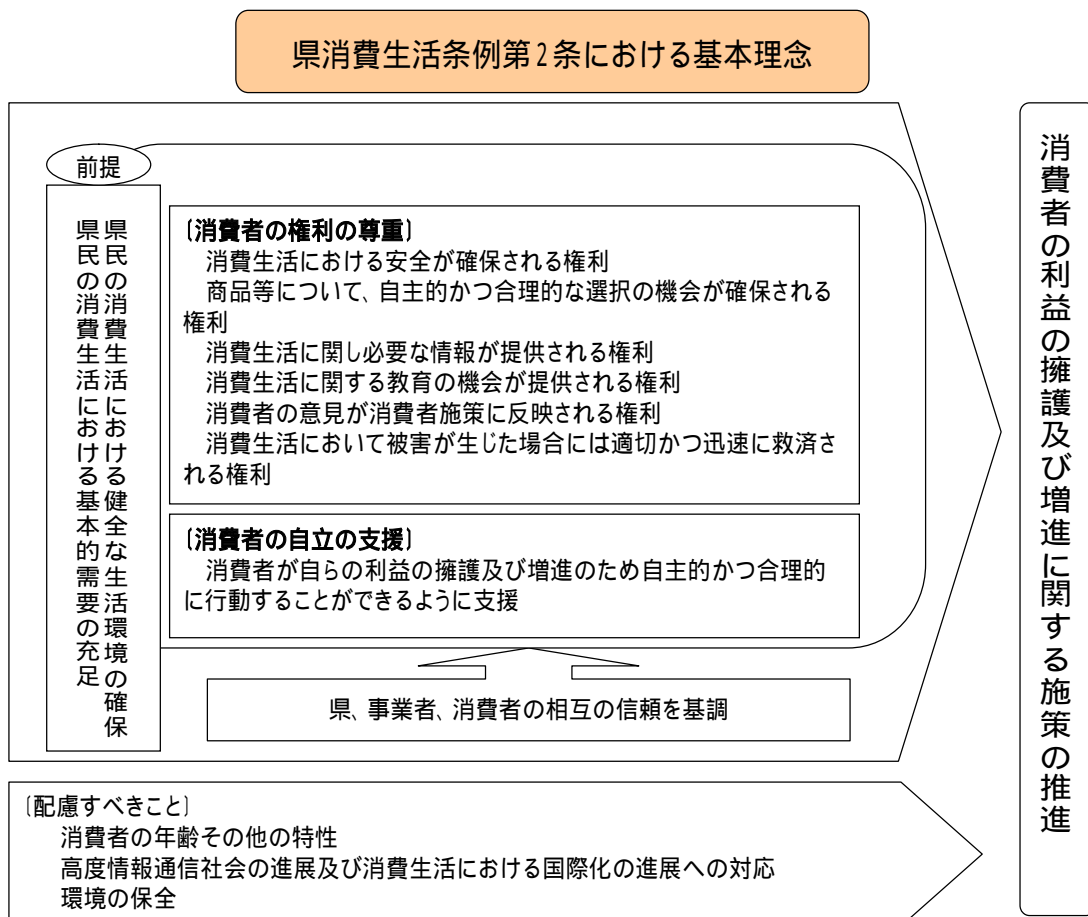 県消費生活条例第2条における基本理念
前提
県民の消費生活における健全な生活環境の確保
県民の消費生活における基本的需要の充足
〔消費者の権利の尊重〕
消費生活における安全が確保される権利
商品等について、自主的かつ合理的な選択の機会が確保される
権利
消費生活に関し必要な情報が提供される権利
消費生活に関する教育の機会が提供される権利
消費者の意見が消費者施策に反映される権利
消費生活において被害が生じた場合には適切かつ迅速に救済さ
れる権利
〔消費者の自立の支援〕
消費者が自らの利益の擁護及び増進のため自主的かつ合理的
に行動することができるように支援
県、事業者、消費者の相互の信頼を基調
〔配慮すべきこと〕
消費者の年齢その他の特性
高度情報通信社会の進展及び消費生活における国際化の進展への対応
環境の保全
消費者の利益の擁護及び増進に関する施策の推進